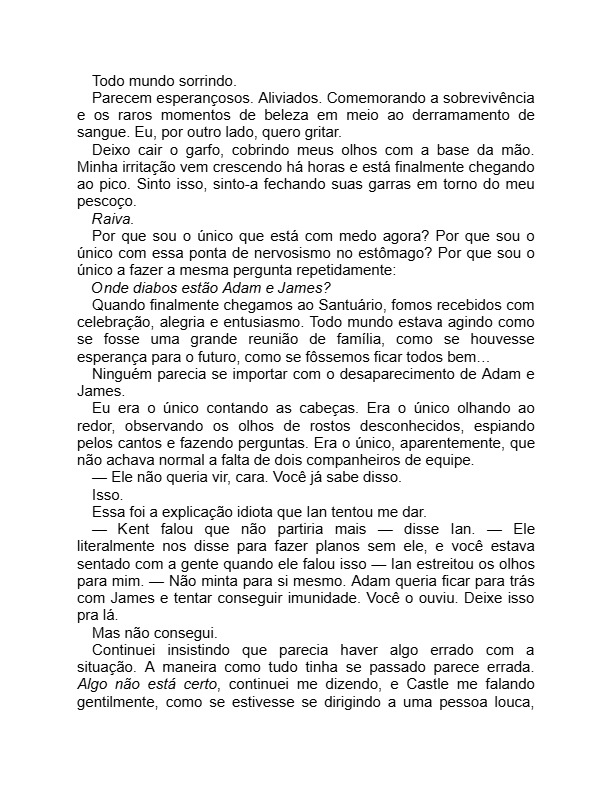 Todo mundo sorrindo.
Parecem esperançosos. Aliviados. Comemorando a sobrevivência
e os raros momentos de beleza em meio ao derramamento de
sangue. Eu, por outro lado, quero gritar.
Deixo cair o garfo, cobrindo meus olhos com a base da mão.
Minha irritação vem crescendo há horas e está finalmente chegando
ao pico. Sinto isso, sinto-a fechando suas garras em torno do meu
pescoço.
Raiva.
Por que sou o único que está com medo agora? Por que sou o
único com essa ponta de nervosismo no estômago? Por que sou o
único a fazer a mesma pergunta repetidamente:
Onde diabos estão Adam e James?
Quando finalmente chegamos ao Santuário, fomos recebidos com
celebração, alegria e entusiasmo. Todo mundo estava agindo como
se fosse uma grande reunião de família, como se houvesse
esperança para o futuro, como se fôssemos ficar todos bem…
Ninguém parecia se importar com o desaparecimento de Adam e
James.
Eu era o único contando as cabeças. Era o único olhando ao
redor, observando os olhos de rostos desconhecidos, espiando
pelos cantos e fazendo perguntas. Era o único, aparentemente, que
não achava normal a falta de dois companheiros de equipe.
— Ele não queria vir, cara. Você já sabe disso.
Isso.
Essa foi a explicação idiota que Ian tentou me dar.
— Kent falou que não partiria mais — disse Ian. — Ele
literalmente nos disse para fazer planos sem ele, e você estava
sentado com a gente quando ele falou isso — Ian estreitou os olhos
para mim. — Não minta para si mesmo. Adam queria ficar para trás
com James e tentar conseguir imunidade. Você o ouviu. Deixe isso
pra lá.
Mas não consegui.
Continuei insistindo que parecia haver algo errado com a
situação. A maneira como tudo tinha se passado parece errada.
Algo não está certo, continuei me dizendo, e Castle me falando
gentilmente, como se estivesse se dirigindo a uma pessoa louca,